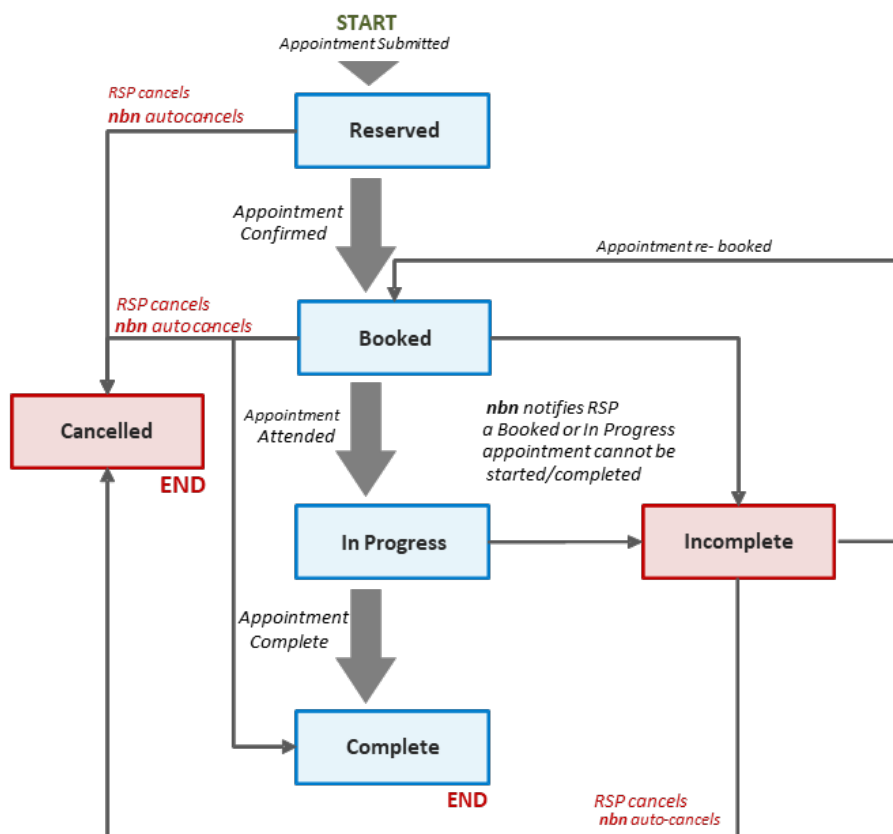 START
Appointment Submitted
RSP cancels
nbn autocancels
Reserved
Appointment
Confirmed
Appointment re- booked
RSP cancels
nbn autocancels
Booked
Cancelled
END
Appointment
Attended
nbn notifies RSP
a Booked or In Progress
appointment cannot be
started/completed
In Progress
Incomplete
Appointment
Complete
Complete
END
RSP cancels
nbn auto-cancels